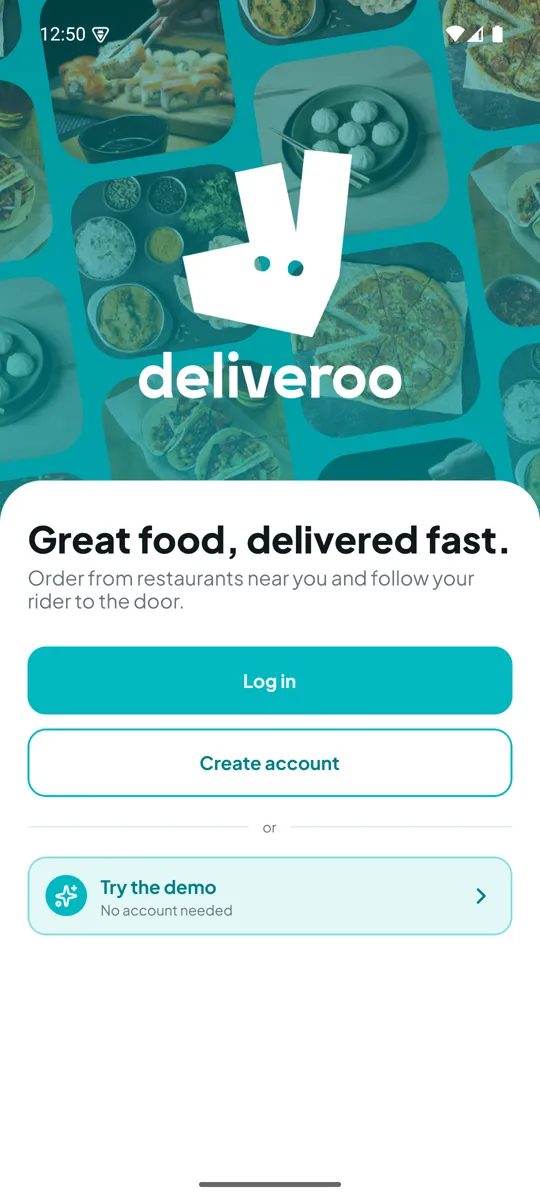 12:50
deliveroo
Great food, delivered fast.
Order from restaurants near you and follow your
rider to the door.
Log in
Create account
or
Try the demo
No account needed